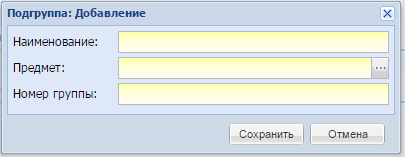 Подгруппа: Добавление
Наименование:
Предмет:
Номер группы:
Сохранить Отмена